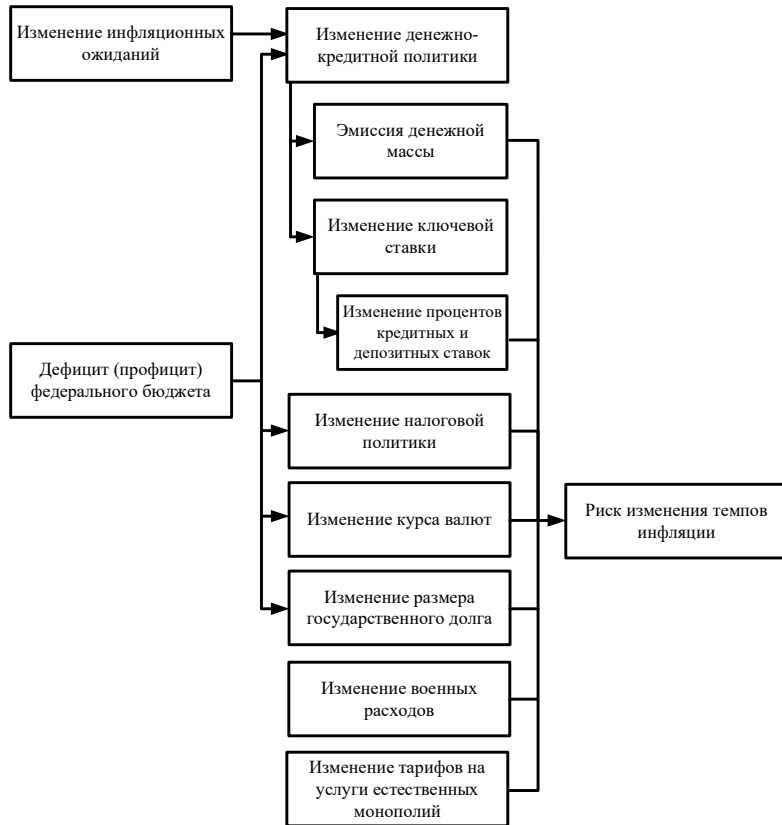 Изменение инфляционных
ожиданий
Изменение денежно-
кредитной политики
Эмиссия денежной
массы
Изменение ключевой
ставки
Изменение процентов
кредитных и
депозитных ставок
Дефицит (профицит)
федерального бюджета
Изменение налоговой
политики
Изменение курса валют
Риск изменения темпов
инфляции
Изменение размера
государственного долга
Изменение военных
расходов
Изменение тарифов на
услуги естественных
монополий